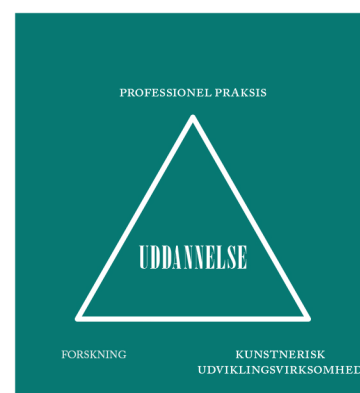 PROFESSIONEL PRAKSIS
UDDANNELSE
FORSKNING
KUNSTNERISK
UDVIKLINGSVIRKSOMHED